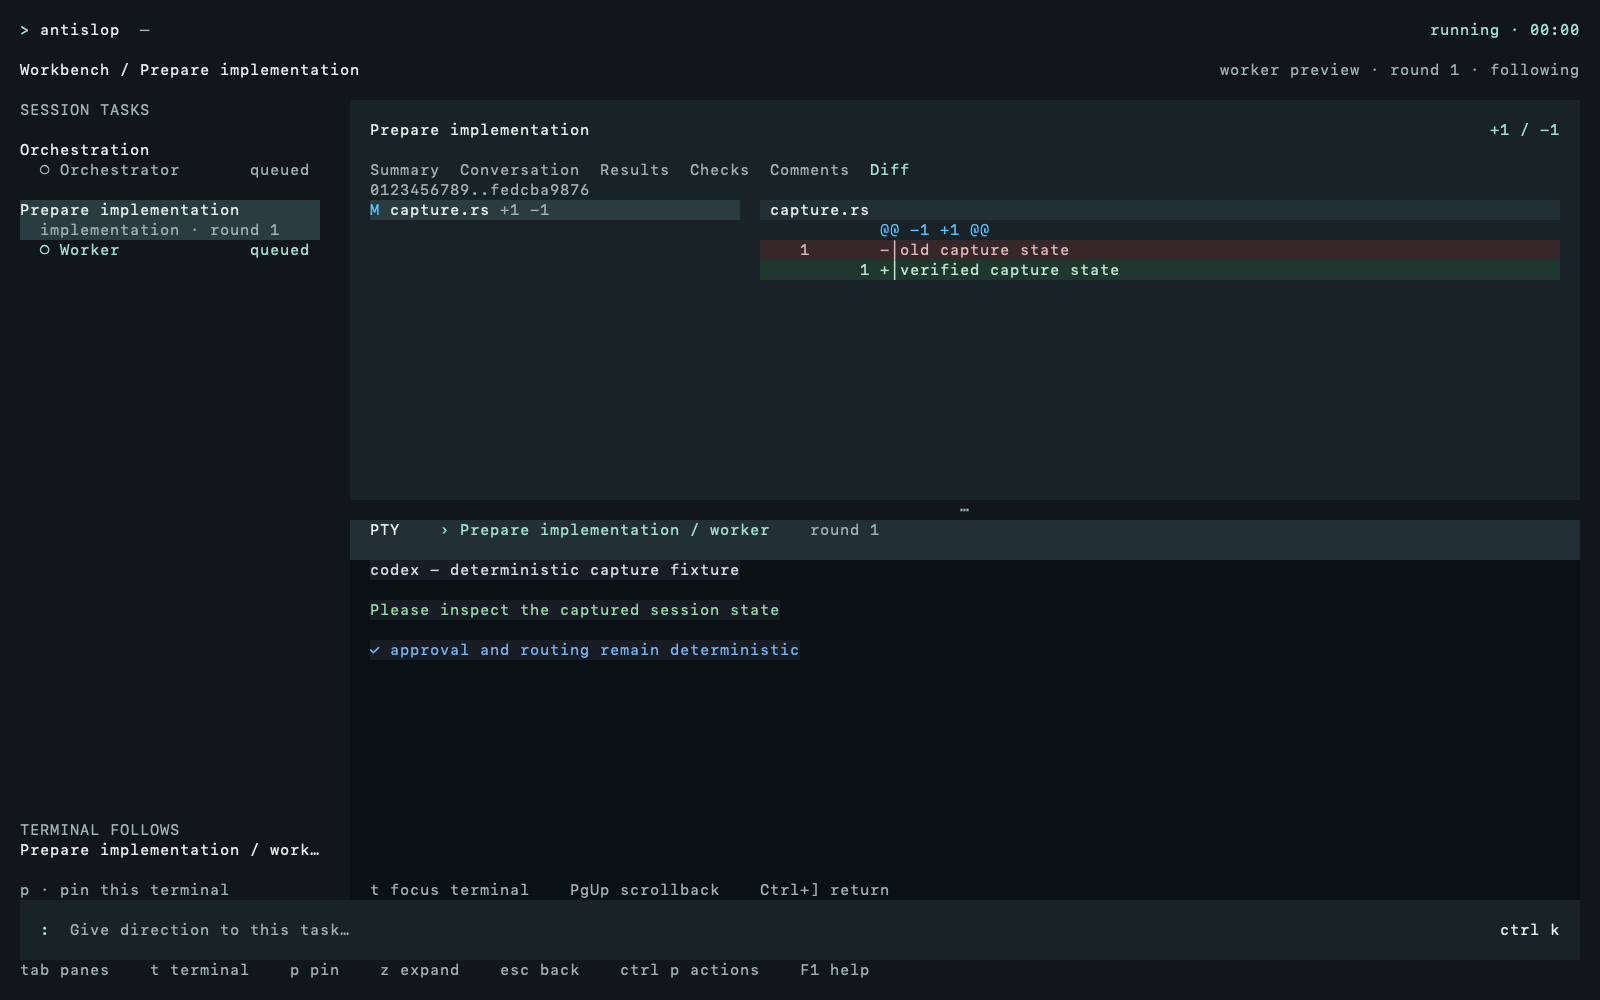 > antislop — running · 00:00
Workbench / Prepare implementation worker preview · round 1 · following
SESSION TASKS
Orchestration
○ Orchestrator queued
Prepare implementation
implementation · round 1
○ Worker queued
TERMINAL FOLLOWS
Prepare implementation / work…
p · pin this terminal
Prepare implementation +1 / −1
Summary Conversation Results Checks Comments Diff
0123456789..fedcba9876
M capture.rs +1 −1
capture.rs
@@ −1 +1 @@
1 −│old capture state
1 +│verified capture state
⋯
PTY › Prepare implementation / worker round 1
codex — deterministic capture fixture
Please inspect the captured session state
✓ approval and routing remain deterministic
t focus terminal PgUp scrollback Ctrl+] return
: Give direction to this task… ctrl k
tab panes t terminal p pin z expand esc back ctrl p actions F1 help